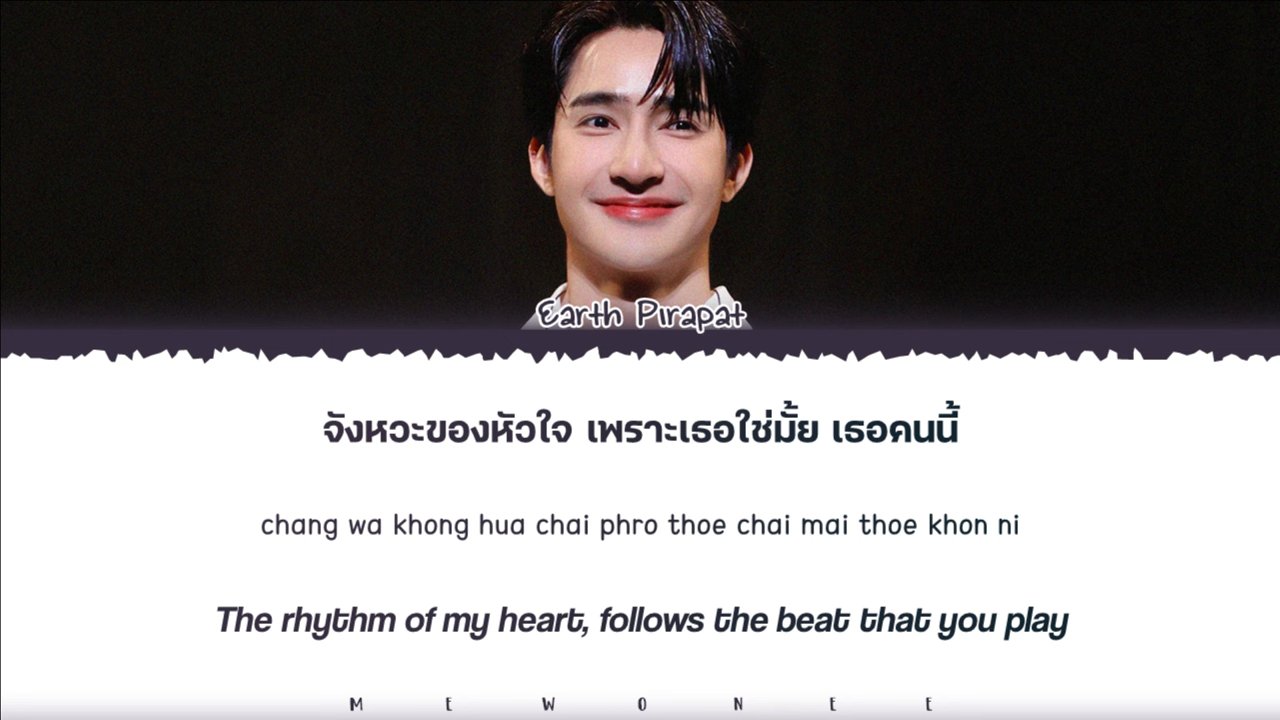 Earth Pirapat
จังหวะของหัวใจ เพราะเธอใช่มั้ย เธอคนนี้
chang wa khong hua chai phro thoe chai mai thoe khon ni
The rhythm of my heart, follows the beat that you play
MEWONEE